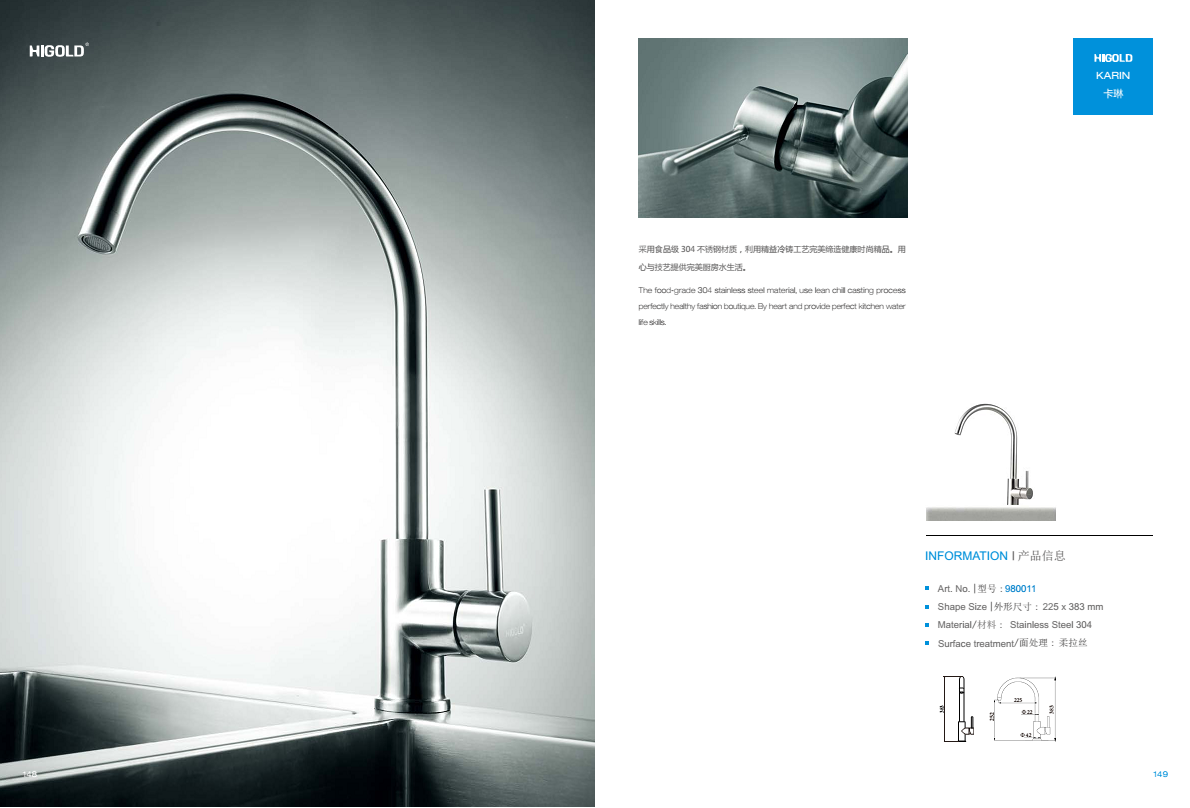 HIGOLD®
148
HIGOLD
KARIN
卡琳
采用食品级 304 不锈钢材质，利用精益冷铸工艺完美缔造健康时尚精品。用
心与技艺提供完美厨房水生活。
The food-grade 304 stainless steel material, use lean chill casting process
perfectly healthy fashion boutique. By heart and provide perfect kitchen water
life skills.
INFORMATION | 产品信息
Art. No. |型号 : 980011
Shape Size |外形尺寸 : 225 x 383 mm
Material/材料 : Stainless Steel 304
Surface treatment/面处理 : 柔拉丝
225
Φ22
232
383
Φ42
149